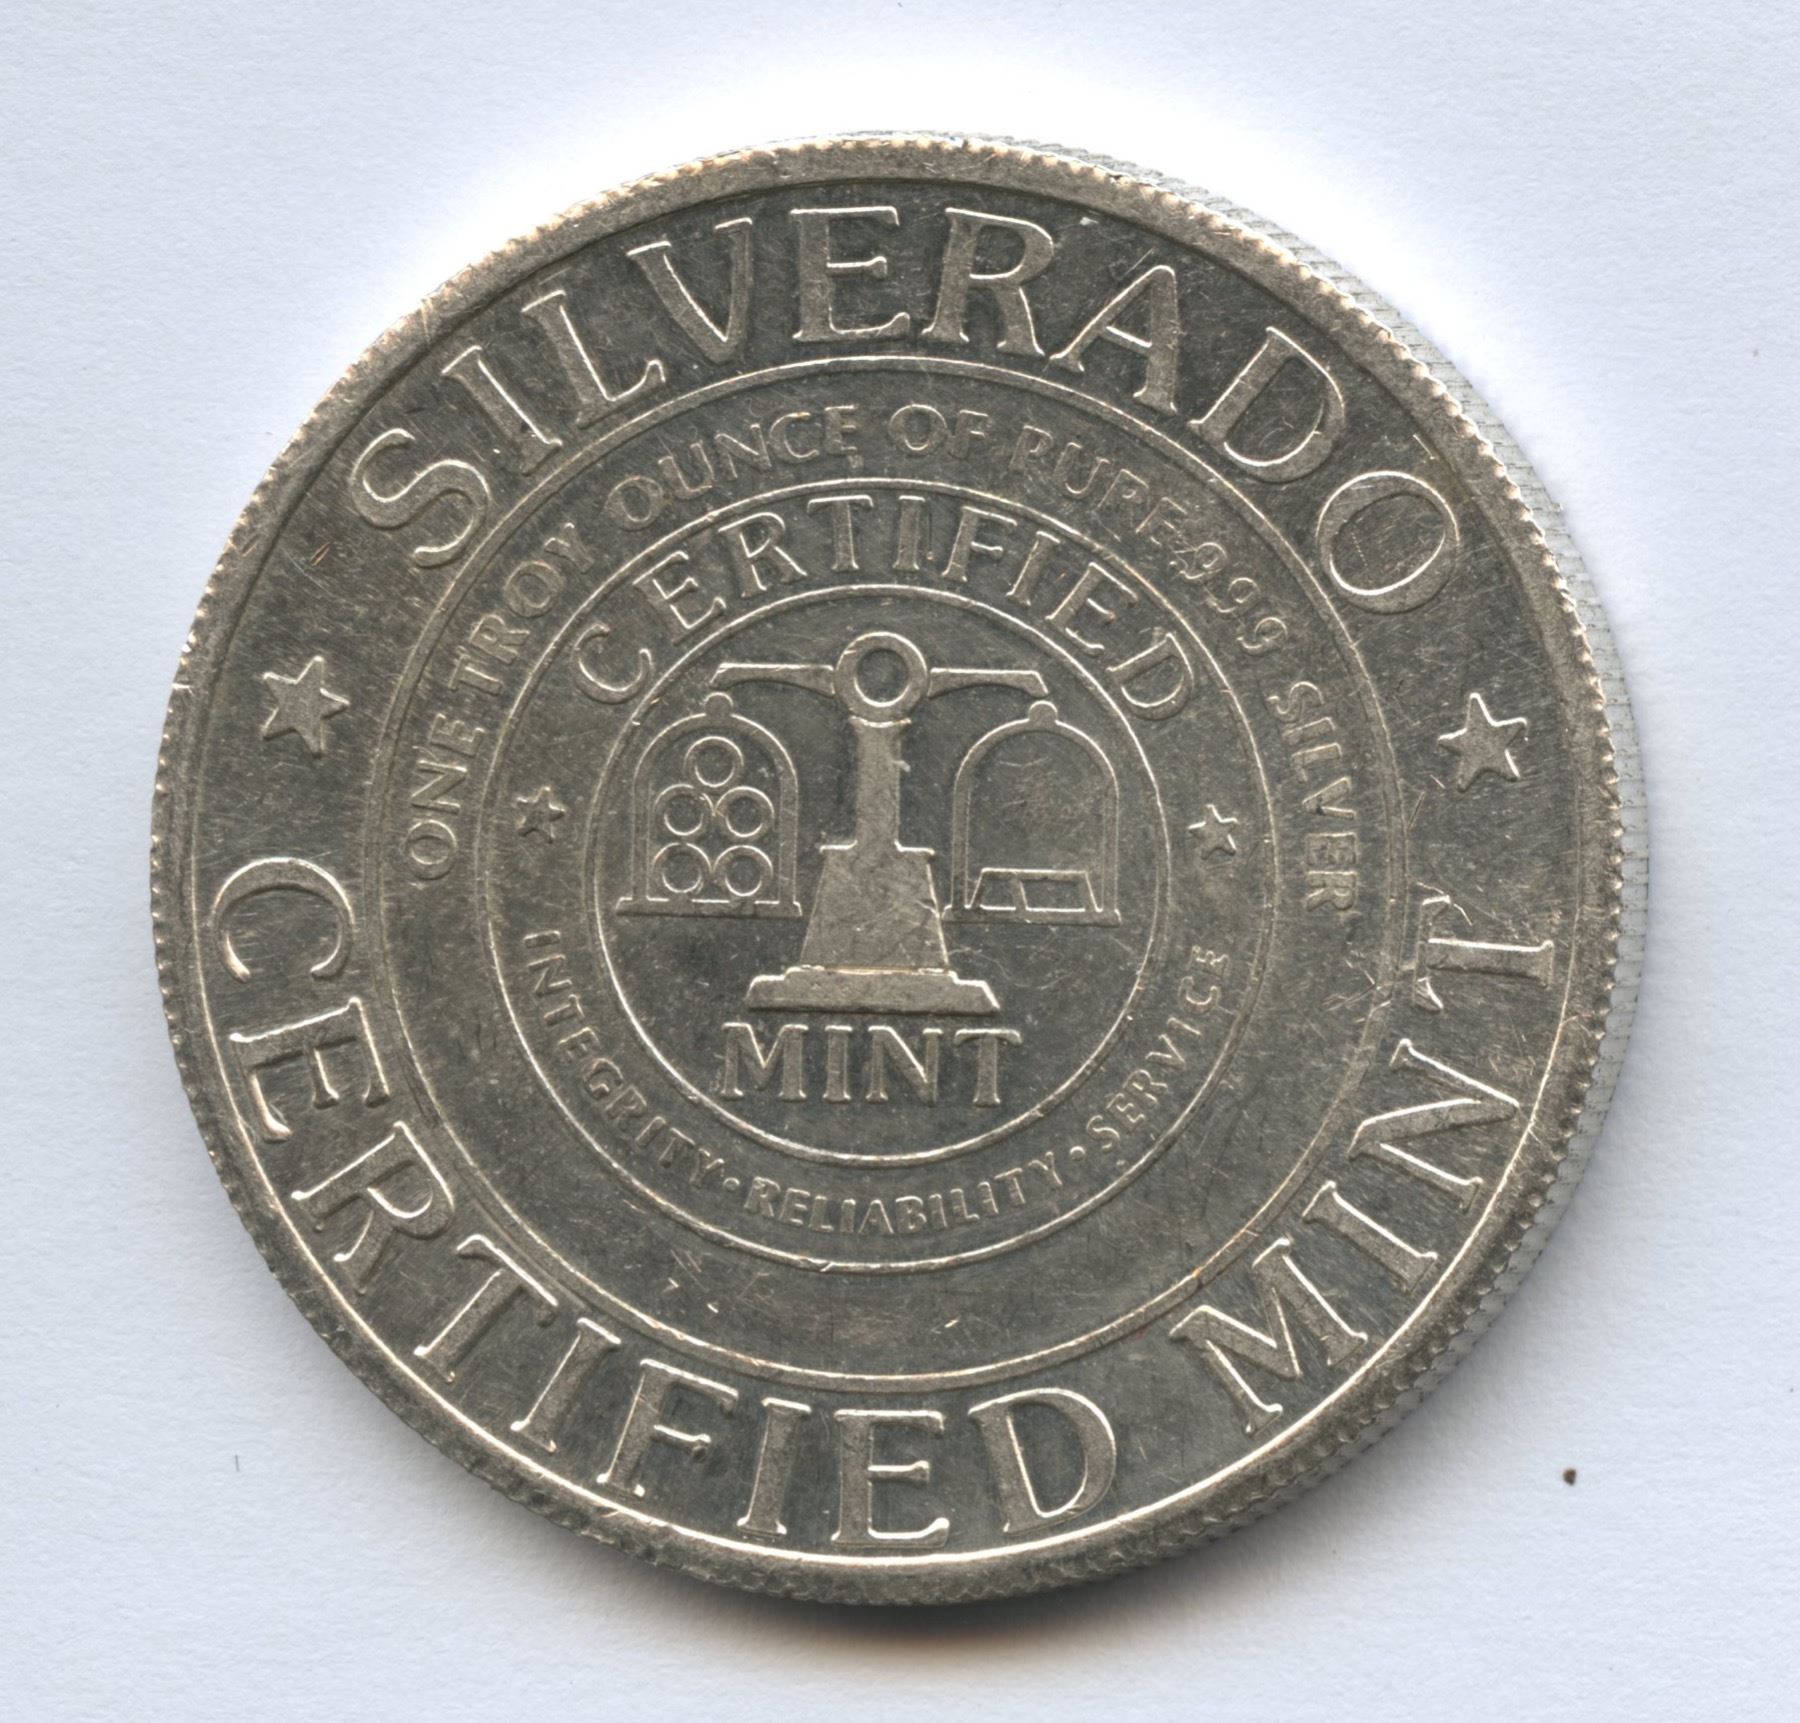 SILVERADO
CERTIFIED MINT
ONE TROY OUNCE OF PURE .999 SILVER
CERTIFIED
MINT
INTEGRITY · RELIABILITY · SERVICE